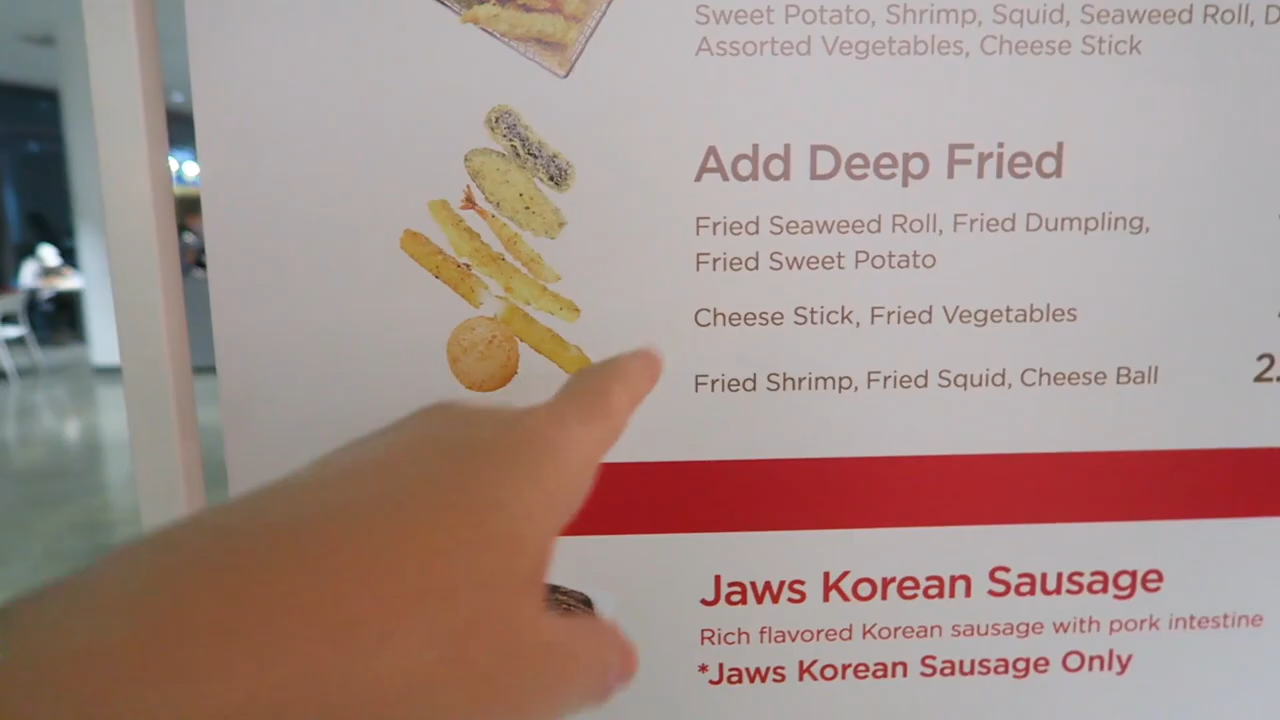 Sweet Potato, Shrimp, Squid, Seaweed Roll,
Assorted Vegetables, Cheese Stick
Add Deep Fried
Fried Seaweed Roll, Fried Dumpling,
Fried Sweet Potato
Cheese Stick, Fried Vegetables
Fried Shrimp, Fried Squid, Cheese Ball 2.
Jaws Korean Sausage
Rich flavored Korean sausage with pork intestine
*Jaws Korean Sausage Only